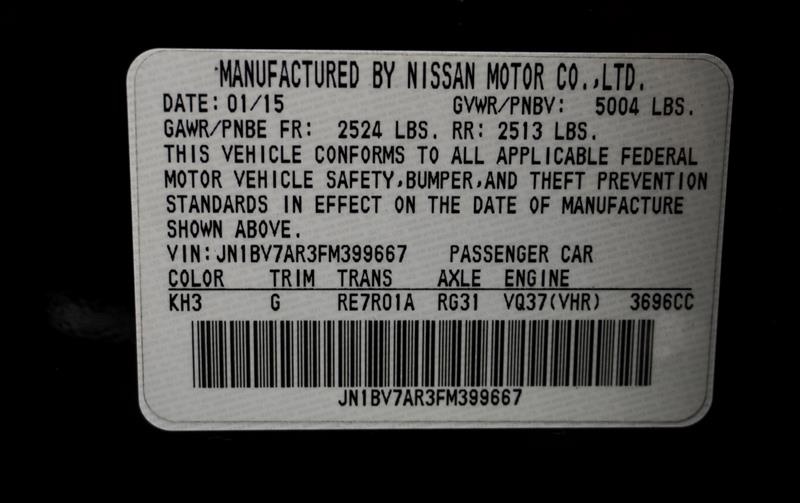 MANUFACTURED BY NISSAN MOTOR CO.,LTD.
DATE: 01/15 GVWR/PNBV: 5004 LBS.
GAWR/PNBE FR: 2524 LBS. RR: 2513 LBS.
THIS VEHICLE CONFORMS TO ALL APPLICABLE FEDERAL
MOTOR VEHICLE SAFETY,BUMPER,AND THEFT PREVENTION
STANDARDS IN EFFECT ON THE DATE OF MANUFACTURE
SHOWN ABOVE.
VIN:JN1BV7AR3FM399667 PASSENGER CAR
COLOR TRIM TRANS AXLE ENGINE
KH3 G RE7R01A RG31 VQ37(VHR) 3696CC
JN1BV7AR3FM399667